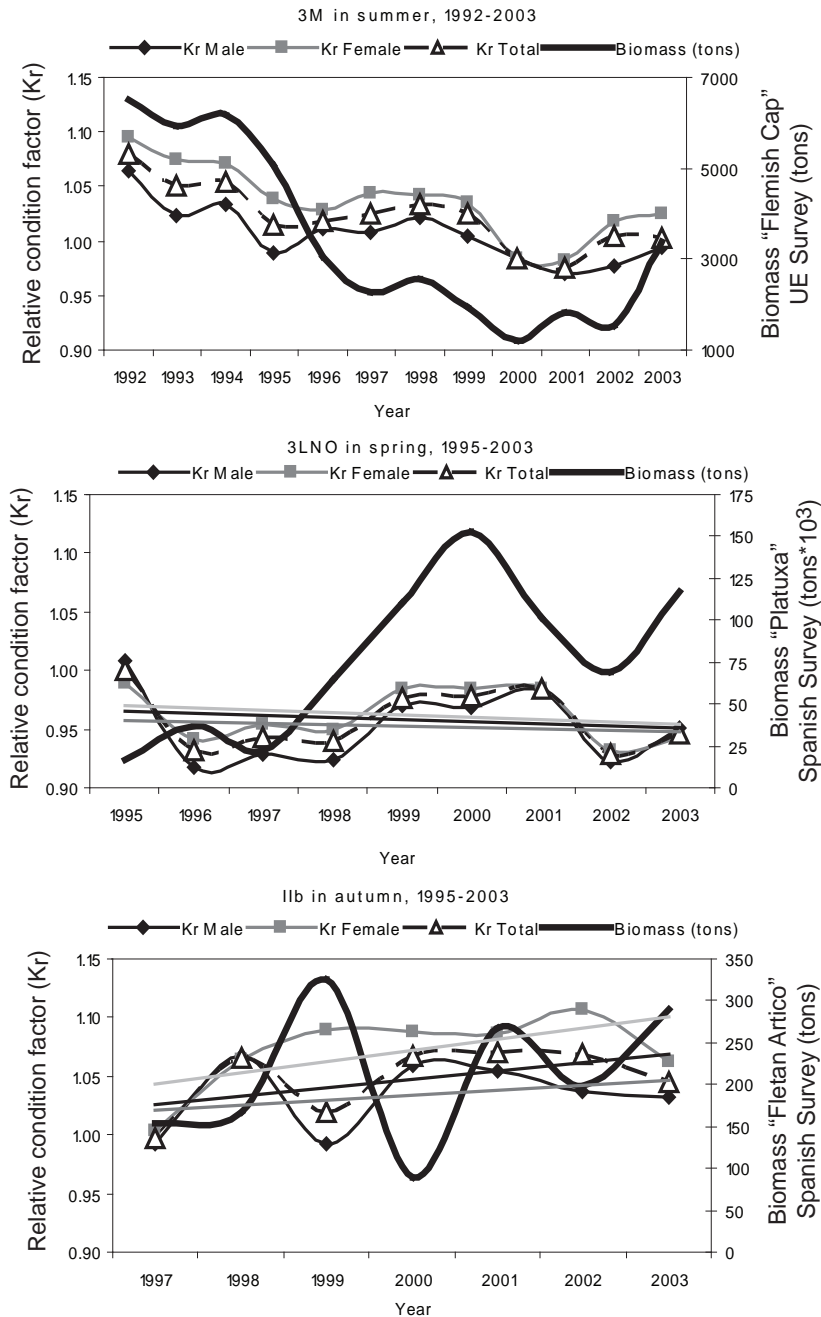 3M in summer, 1992-2003
Kr Male Kr Female Kr Total Biomass (tons)
Relative condition factor (Kr)
1.15
1.10
1.05
1.00
0.95
0.90
7000
5000
3000
1000
Biomass "Flemish Cap"
UE Survey (tons)
1992 1993 1994 1995 1996 1997 1998 1999 2000 2001 2002 2003
Year
3LNO in spring, 1995-2003
Kr Male Kr Female Kr Total Biomass (tons)
Relative condition factor (Kr)
1.15
1.10
1.05
1.00
0.95
0.90
175
150
125
100
75
50
25
0
Biomass "Platuxa"
Spanish Survey (tons*10³)
1995 1996 1997 1998 1999 2000 2001 2002 2003
Year
IIb in autumn, 1995-2003
Kr Male Kr Female Kr Total Biomass (tons)
Relative condition factor (Kr)
1.15
1.10
1.05
1.00
0.95
0.90
350
300
250
200
150
100
50
0
Biomass "Fletan Artico"
Spanish Survey (tons)
1997 1998 1999 2000 2001 2002 2003
Year